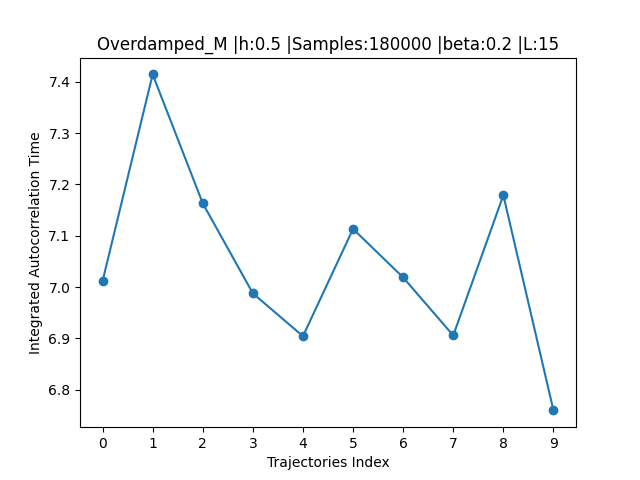 Overdamped_M |h:0.5 |Samples:180000 |beta:0.2 |L:15
Integrated Autocorrelation Time
7.4
7.3
7.2
7.1
7.0
6.9
6.8
0 1 2 3 4 5 6 7 8 9
Trajectories Index